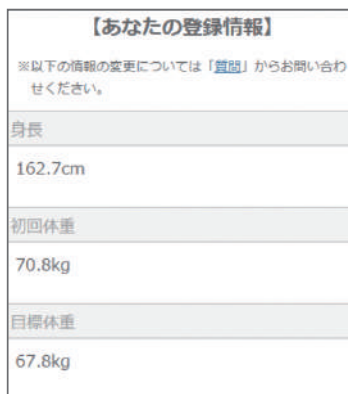 【あなたの登録情報】
※以下の情報の変更については「質問」からお問い合わ
せください。
身長
162.7cm
初回体重
70.8kg
目標体重
67.8kg